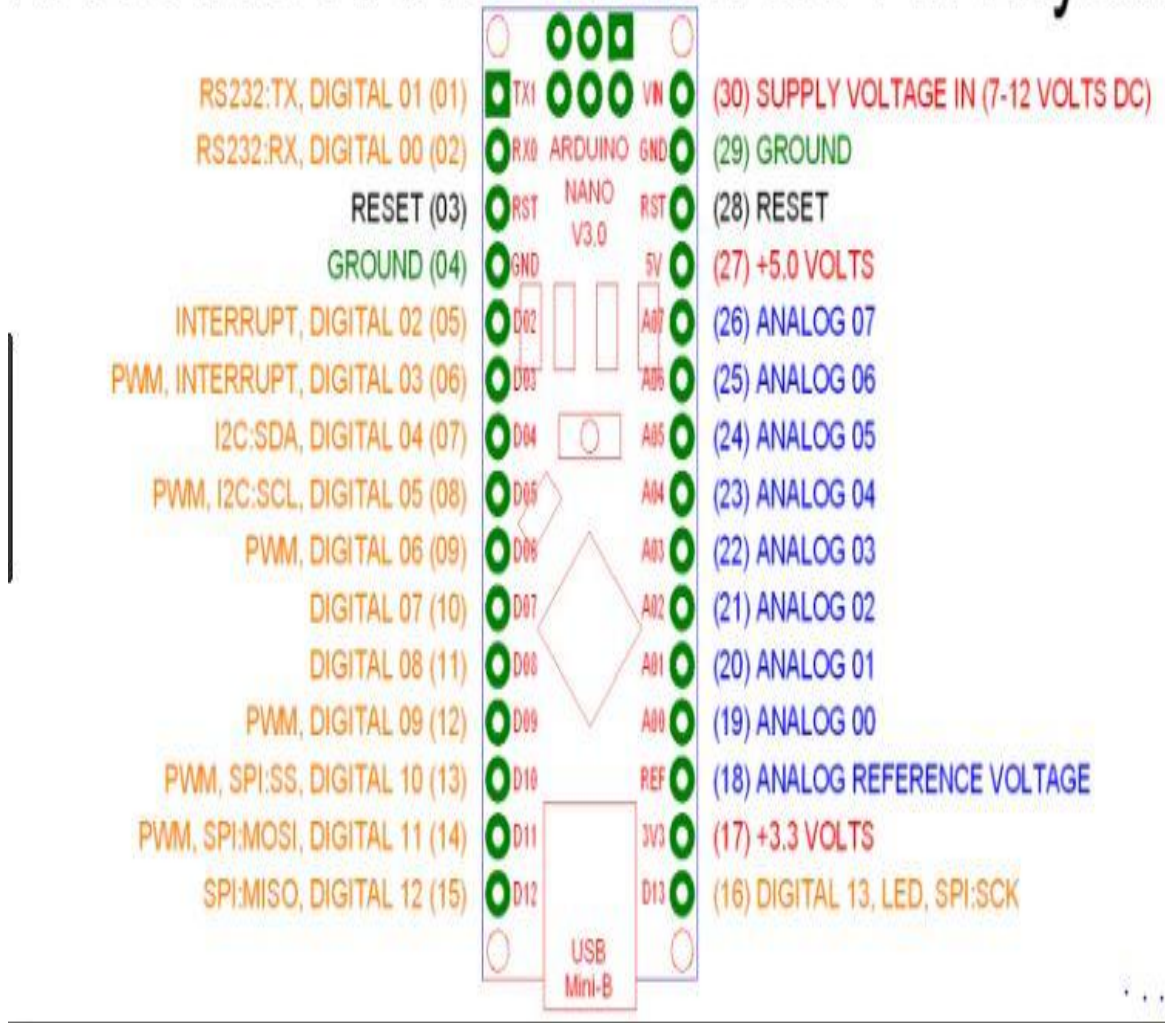 RS232:TX, DIGITAL 01 (01)
RS232:RX, DIGITAL 00 (02)
RESET (03)
GROUND (04)
INTERRUPT, DIGITAL 02 (05)
PWM, INTERRUPT, DIGITAL 03 (06)
I2C:SDA, DIGITAL 04 (07)
PWM, I2C:SCL, DIGITAL 05 (08)
PWM, DIGITAL 06 (09)
DIGITAL 07 (10)
DIGITAL 08 (11)
PWM, DIGITAL 09 (12)
PWM, SPI:SS, DIGITAL 10 (13)
PWM, SPI:MOSI, DIGITAL 11 (14)
SPI:MISO, DIGITAL 12 (15)
TX1
RX0
RST
GND
D02
D03
D04
D05
D06
D07
D08
D09
D10
D11
D12
ARDUINO
NANO
V3.0
USB
Mini-B
VIN
GND
RST
5V
A07
A06
A05
A04
A03
A02
A01
A00
REF
3V3
D13
(30) SUPPLY VOLTAGE IN (7-12 VOLTS DC)
(29) GROUND
(28) RESET
(27) +5.0 VOLTS
(26) ANALOG 07
(25) ANALOG 06
(24) ANALOG 05
(23) ANALOG 04
(22) ANALOG 03
(21) ANALOG 02
(20) ANALOG 01
(19) ANALOG 00
(18) ANALOG REFERENCE VOLTAGE
(17) +3.3 VOLTS
(16) DIGITAL 13, LED, SPI:SCK